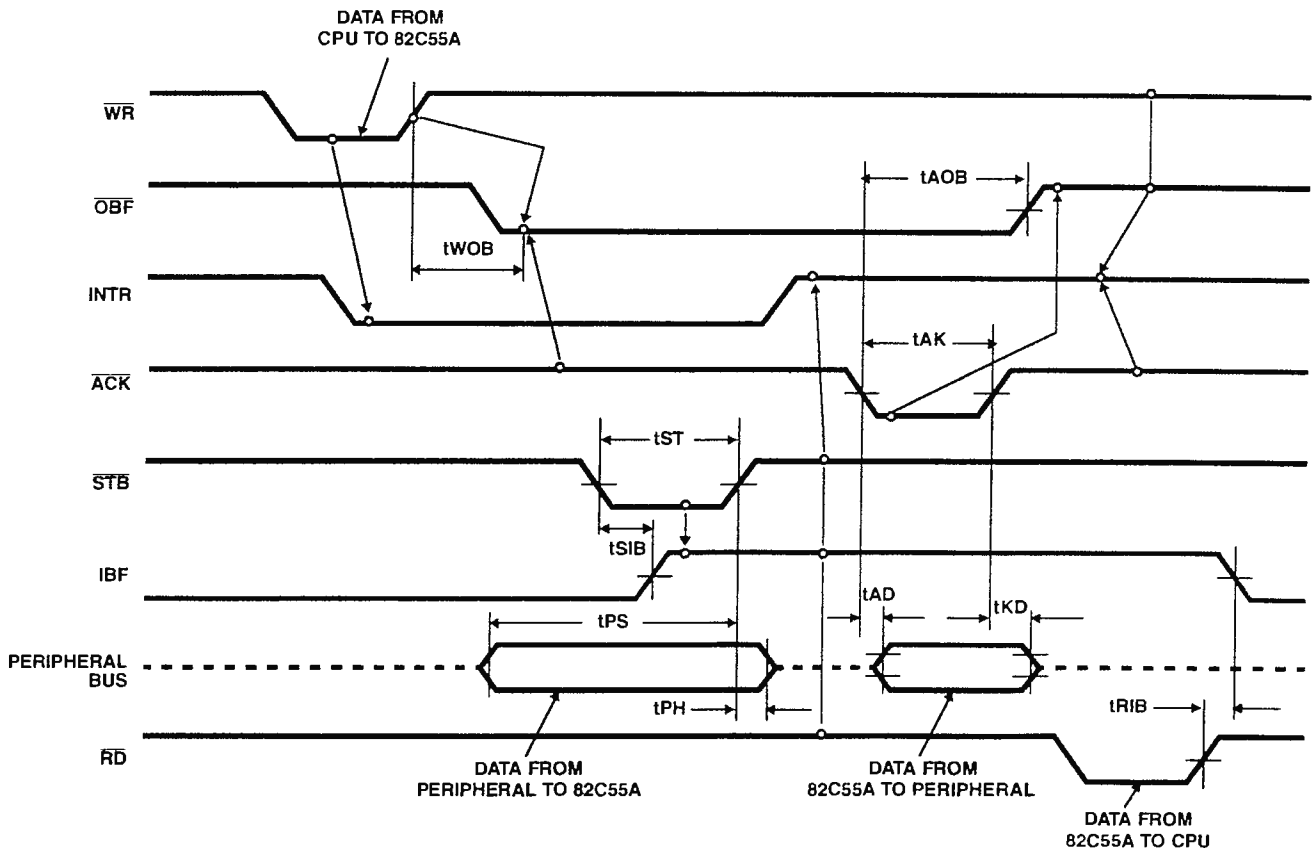 DATA FROM
CPU TO 82C55A
WR
tAOB
OBF
tWOB
INTR
tAK
ACK
tST
STB
tSIB
IBF
tAD
tKD
tPS
PERIPHERAL
BUS
tPH
tRIB
RD
DATA FROM
PERIPHERAL TO 82C55A
DATA FROM
82C55A TO PERIPHERAL
DATA FROM
82C55A TO CPU